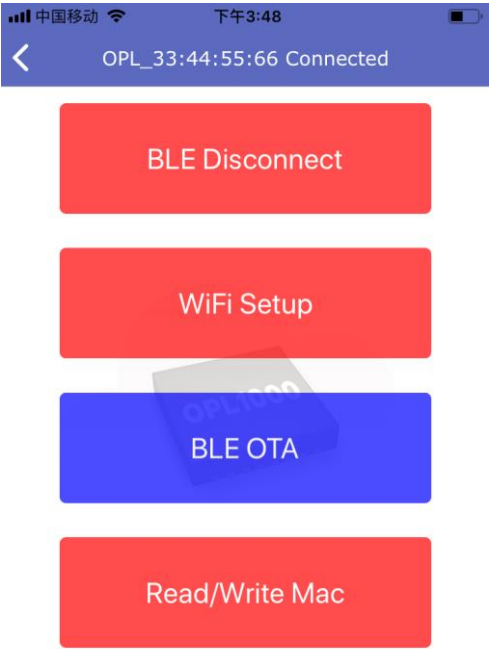 中国移动 下午3:48
OPL_33:44:55:66 Connected
BLE Disconnect
WiFi Setup
OPL1000
BLE OTA
Read/Write Mac